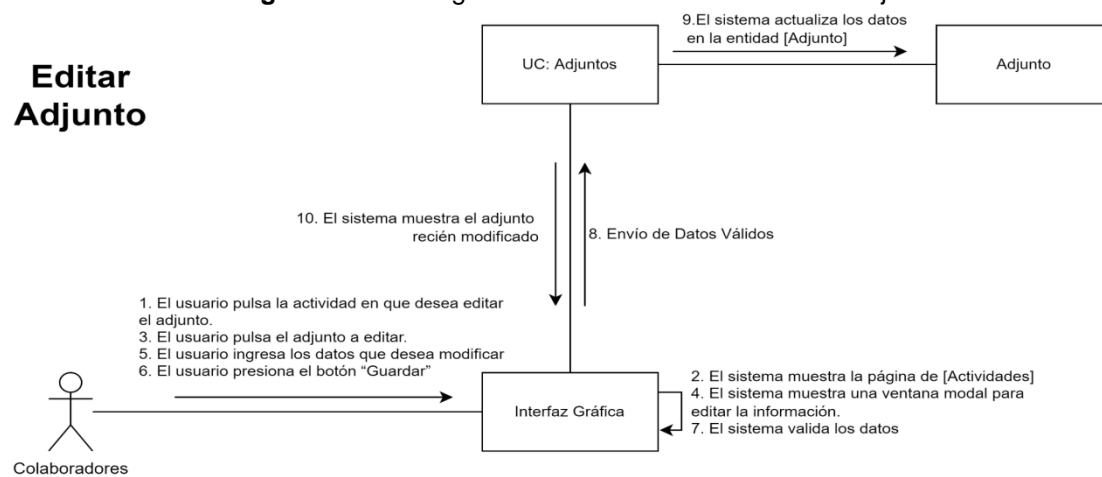 9.El sistema actualiza los datos
en la entidad [Adjunto]
UC: Adjuntos
Adjunto
Editar
Adjunto
10. El sistema muestra el adjunto
recién modificado
8. Envío de Datos Válidos
1. El usuario pulsa la actividad en que desea editar
el adjunto.
3. El usuario pulsa el adjunto a editar.
5. El usuario ingresa los datos que desea modificar
6. El usuario presiona el botón “Guardar”
Interfaz Gráfica
2. El sistema muestra la página de [Actividades]
4. El sistema muestra una ventana modal para
editar la información.
7. El sistema valida los datos
Colaboradores